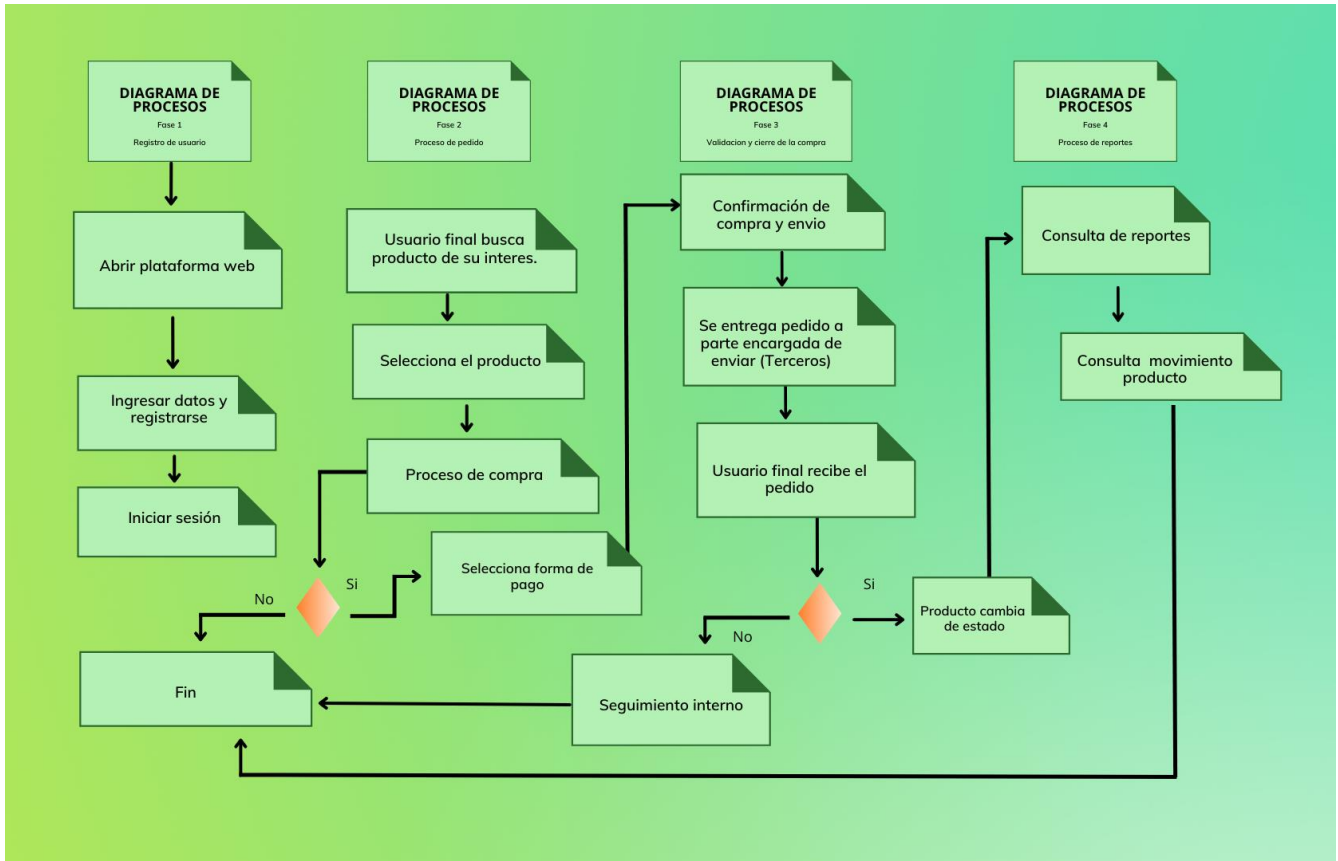 DIAGRAMA DE
PROCESOS
Fase 1
Registro de usuario
Abrir plataforma web
Ingresar datos y
registrarse
Iniciar sesión
DIAGRAMA DE
PROCESOS
Fase 2
Proceso de pedido
Usuario final busca
producto de su interes.
Selecciona el producto
Proceso de compra
No
Si
Selecciona forma de
pago
Fin
DIAGRAMA DE
PROCESOS
Fase 3
Validacion y cierre de la compra
Confirmación de
compra y envio
Se entrega pedido a
parte encargada de
enviar (Terceros)
Usuario final recibe el
pedido
Si
No
Producto cambia
de estado
Seguimiento interno
DIAGRAMA DE
PROCESOS
Fase 4
Proceso de reportes
Consulta de reportes
Consulta movimiento
producto